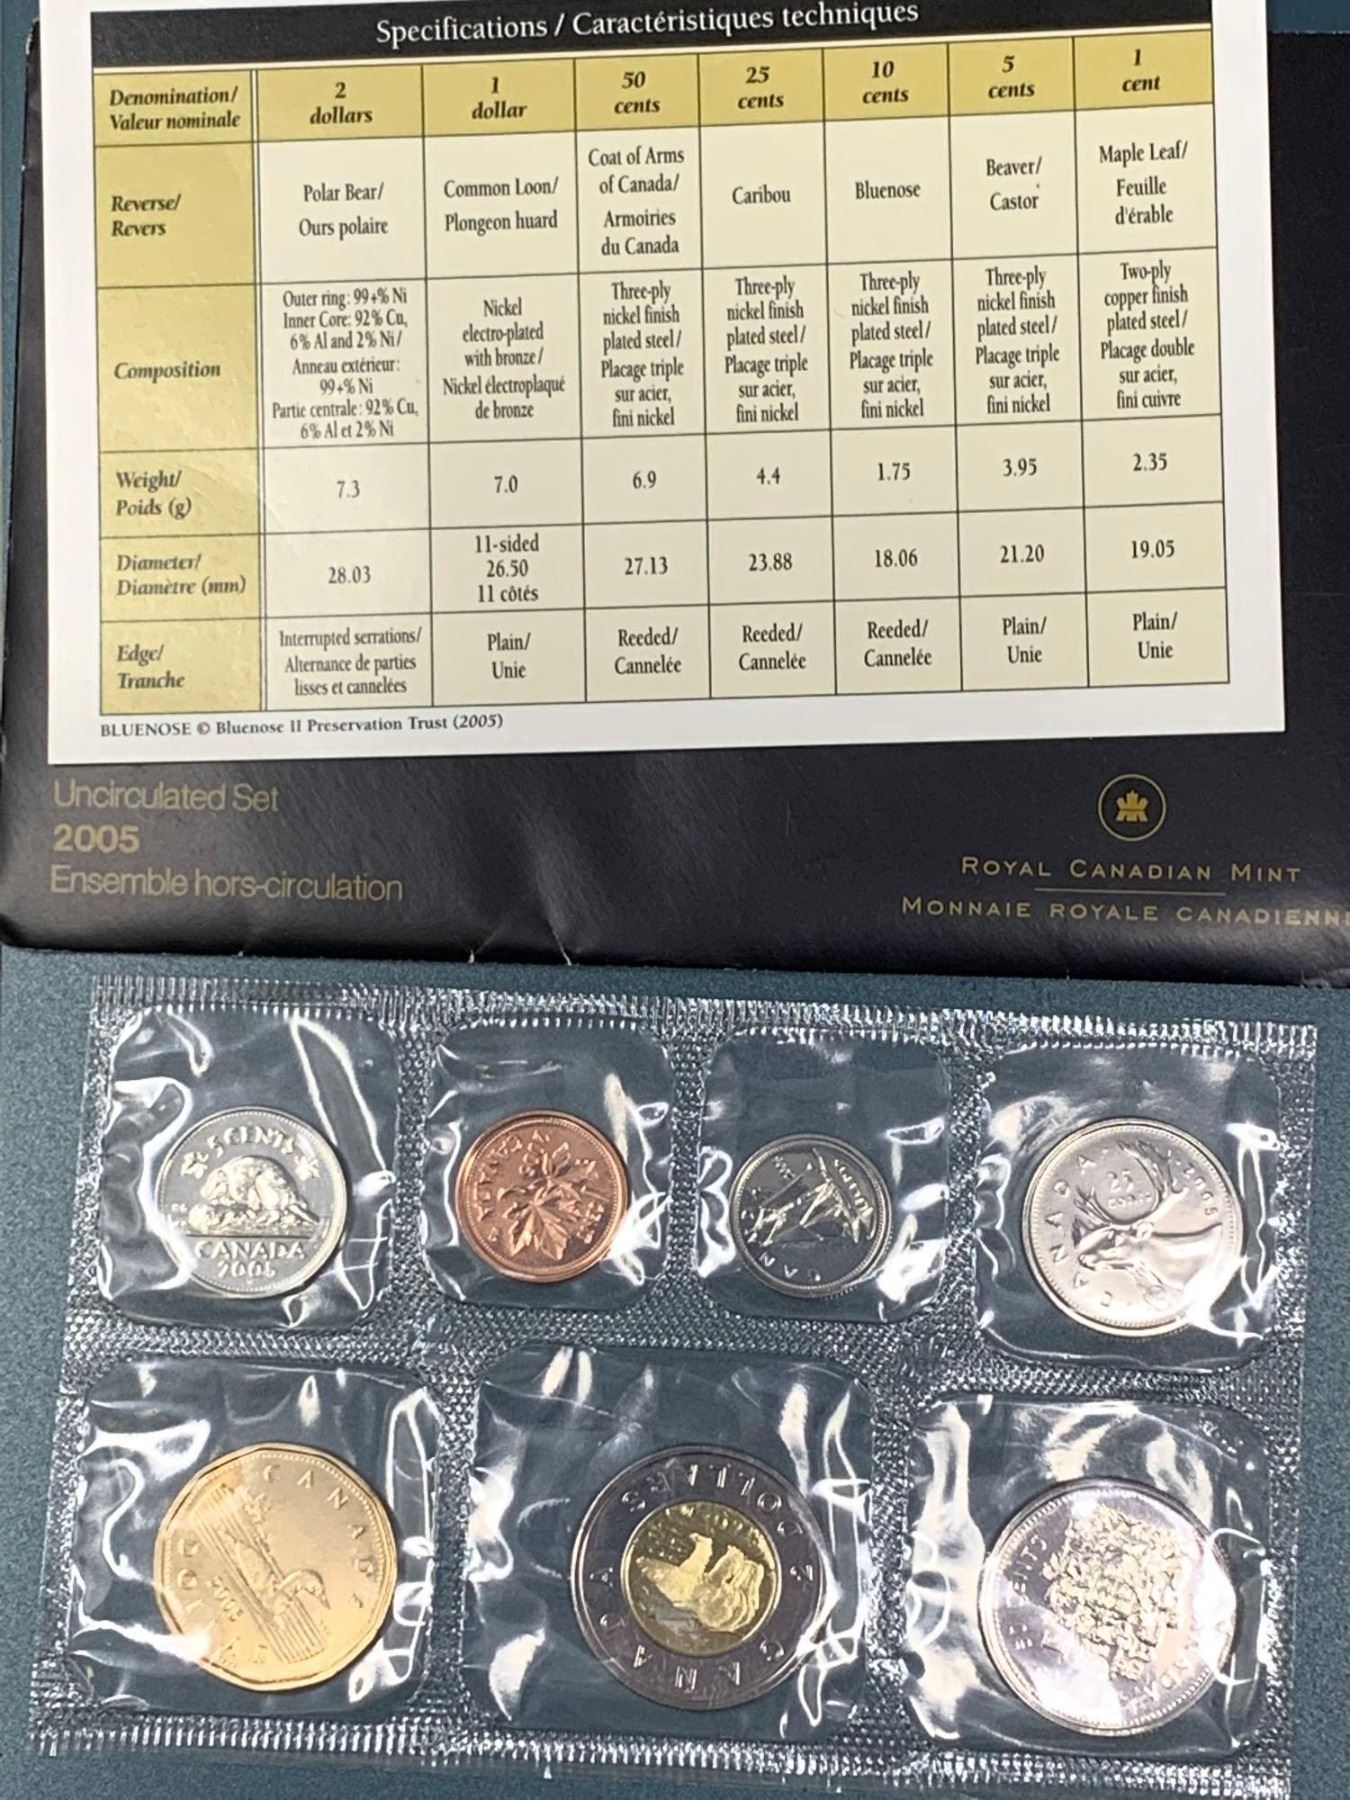 Specifications / Caractéristiques techniques
Denomination/ Valeur nominale
2 dollars
1 dollar
50 cents
25 cents
10 cents
5 cents
1 cent
Reverse/ Revers
Polar Bear/ Ours polaire
Common Loon/ Plongeon huard
Coat of Arms of Canada/ Armoiries du Canada
Caribou
Bluenose
Beaver/ Castor
Maple Leaf/ Feuille d'érable
Composition
Outer ring: 99+% Ni Inner Core: 92% Cu, 6% Al and 2% Ni/ Anneau extérieur: 99+% Ni Partie centrale: 92% Cu, 6% Al et 2% Ni
Nickel electro-plated with bronze/ Nickel électroplaqué de bronze
Three-ply nickel finish plated steel/ Placage triple sur acier, fini nickel
Three-ply nickel finish plated steel/ Placage triple sur acier, fini nickel
Three-ply nickel finish plated steel/ Placage triple sur acier, fini nickel
Three-ply nickel finish plated steel/ Placage triple sur acier, fini nickel
Two-ply copper finish plated steel/ Placage double sur acier, fini cuivre
Weight/ Poids (g)
7.3
7.0
6.9
4.4
1.75
3.95
2.35
Diameter/ Diamètre (mm)
28.03
11-sided 26.50 11 côtés
27.13
23.88
18.06
21.20
19.05
Edge/ Tranche
Interrupted serrations/ Alternance de parties lisses et cannelées
Plain/ Unie
Reeded/ Cannelée
Reeded/ Cannelée
Reeded/ Cannelée
Plain/ Unie
Plain/ Unie
BLUENOSE © Bluenose II Preservation Trust (2005)
Uncirculated Set
2005
Ensemble hors-circulation
ROYAL CANADIAN MINT
MONNAIE ROYALE CANADIENN
5 CENTS
CANADA
2005
CANADA
CANADA
25
CANADA
2005
CANADA
2005
2 DOLLARS
CANADA
CENTS
CANADA